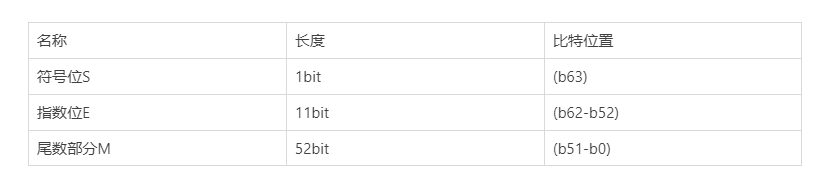 名称 长度 比特位置
符号位S 1bit (b63)
指数位E 11bit (b62-b52)
尾数部分M 52bit (b51-b0)